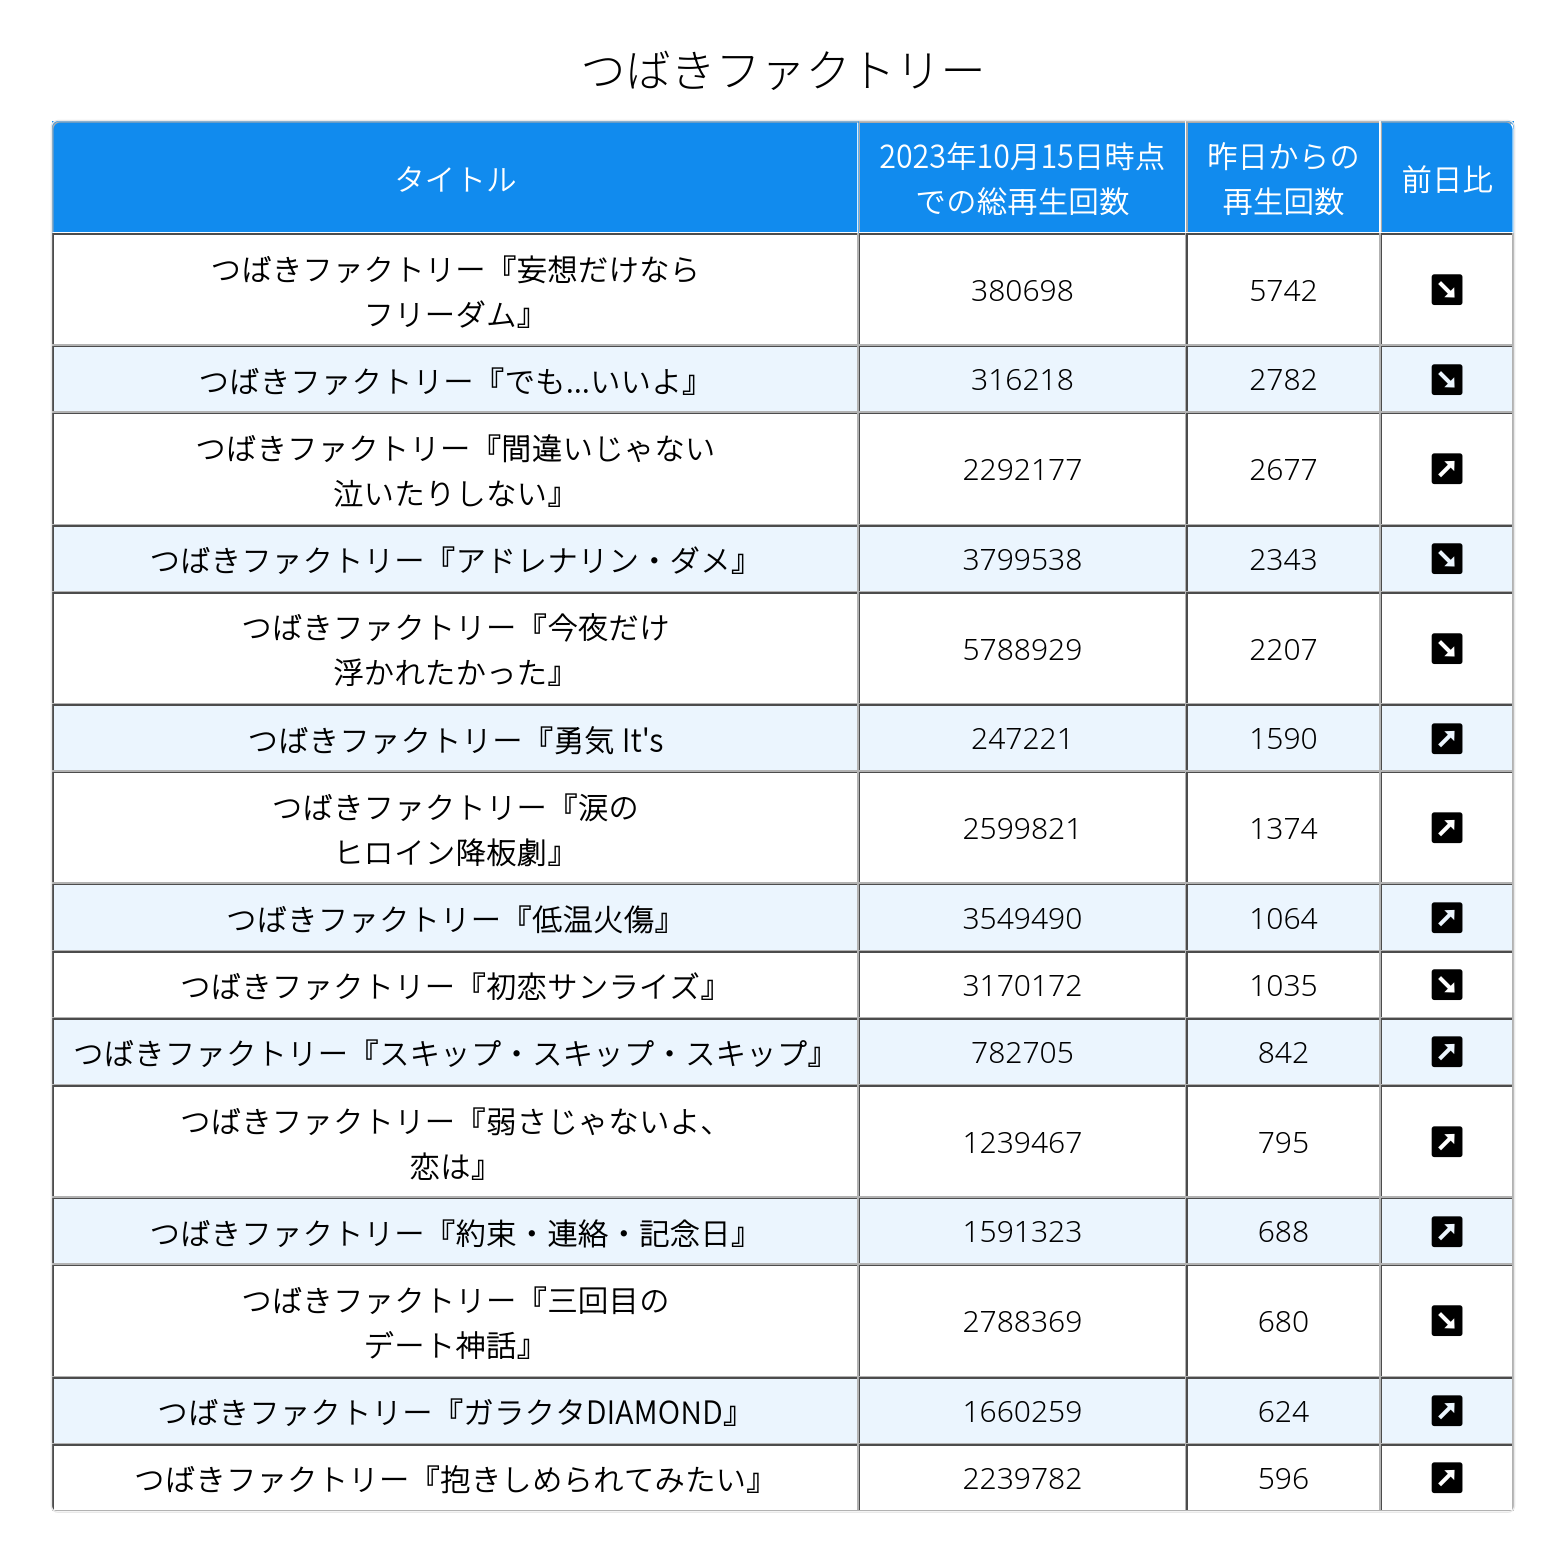 つばきファクトリー
タイトル
2023年10月15日時点
での総再生回数
昨日からの
再生回数
前日比
つばきファクトリー『妄想だけなら
フリーダム』
380698
5742
つばきファクトリー『でも...いいよ』
316218
2782
つばきファクトリー『間違いじゃない
泣いたりしない』
2292177
2677
つばきファクトリー『アドレナリン・ダメ』
3799538
2343
つばきファクトリー『今夜だけ
浮かれたかった』
5788929
2207
つばきファクトリー『勇気 It's
247221
1590
つばきファクトリー『涙の
ヒロイン降板劇』
2599821
1374
つばきファクトリー『低温火傷』
3549490
1064
つばきファクトリー『初恋サンライズ』
3170172
1035
つばきファクトリー『スキップ・スキップ・スキップ』
782705
842
つばきファクトリー『弱さじゃないよ、
恋は』
1239467
795
つばきファクトリー『約束・連絡・記念日』
1591323
688
つばきファクトリー『三回目の
デート神話』
2788369
680
つばきファクトリー『ガラクタDIAMOND』
1660259
624
つばきファクトリー『抱きしめられてみたい』
2239782
596